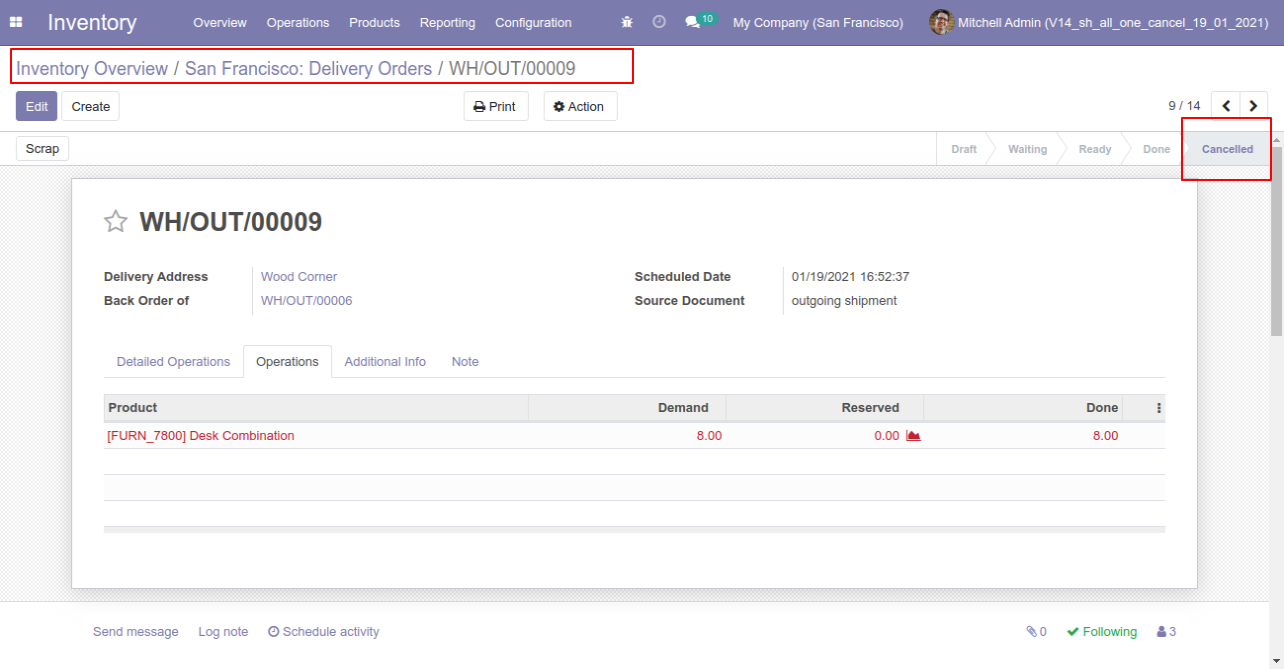 Inventory Overview Operations Products Reporting Configuration 10 My Company (San Francisco) Mitchell Admin (V14_sh_all_one_cancel_19_01_2021)
Inventory Overview / San Francisco: Delivery Orders / WH/OUT/00009
Edit Create Print Action 9 / 14
Scrap Draft Waiting Ready Done Cancelled
WH/OUT/00009
Delivery Address Wood Corner Scheduled Date 01/19/2021 16:52:37
Back Order of WH/OUT/00006 Source Document outgoing shipment
Detailed Operations Operations Additional Info Note
Product Demand Reserved Done
[FURN_7800] Desk Combination 8.00 0.00 8.00
Send message Log note Schedule activity 0 Following 3